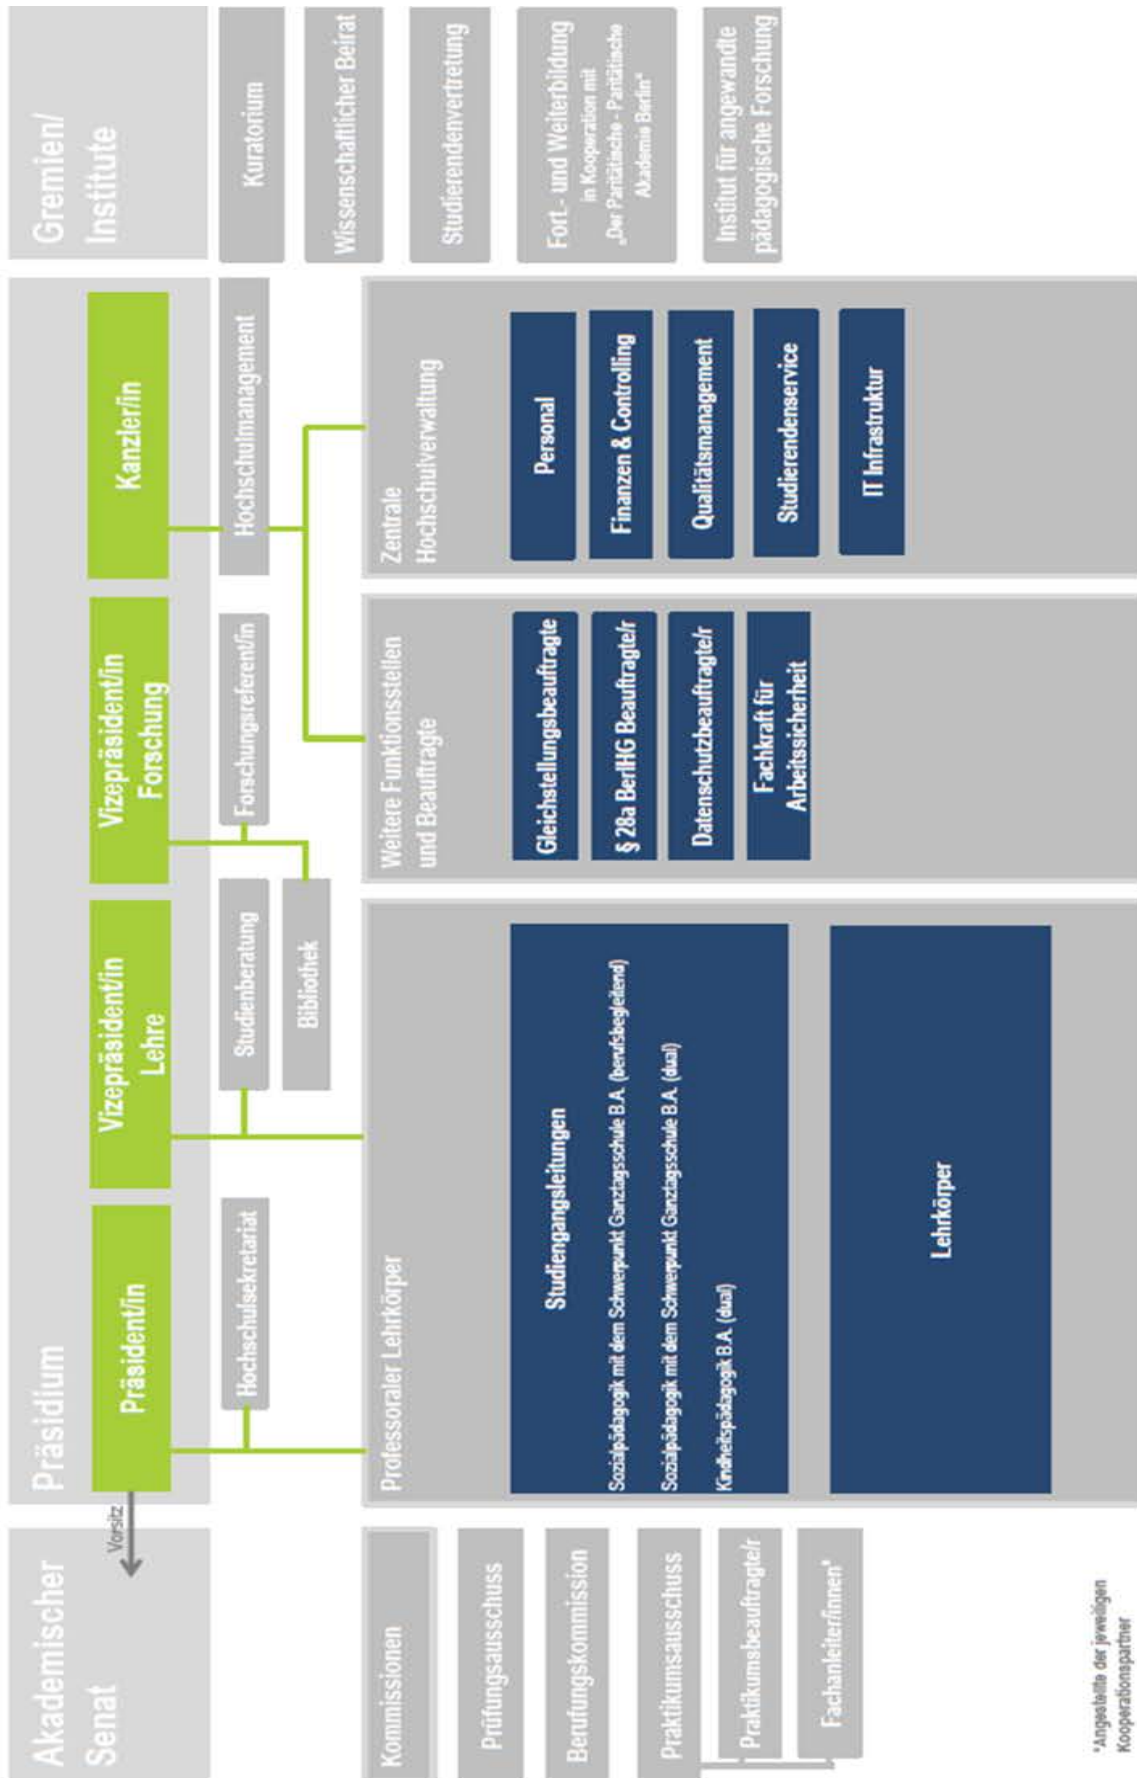 Akademischer
Senat
Vorsitz
Kommissionen
Prüfungsausschuss
Berufungskommission
Praktikumsausschuss
Praktikumsbeauftragte/r
Fachanleiter/innen*
*Angestellte der jeweiligen
Kooperationspartner
Präsidium
Präsident/in
Vizepräsident/in
Lehre
Vizepräsident/in
Forschung
Kanzler/in
Hochschulsekretariat
Studienberatung
Bibliothek
Forschungsreferent/in
Hochschulmanagement
Professoraler Lehrkörper
Studiengangsleitungen
Sozialpädagogik mit dem Schwerpunkt Ganztagsschule B.A. (berufsbegleitend)
Sozialpädagogik mit dem Schwerpunkt Ganztagsschule B.A. (dual)
Kindheitspädagogik B.A. (dual)
Lehrkörper
Weitere Funktionsstellen
und Beauftragte
Gleichstellungsbeauftragte
§ 28a BerlHG Beauftragte/r
Datenschutzbeauftragte/r
Fachkraft für
Arbeitssicherheit
Zentrale
Hochschulverwaltung
Personal
Finanzen & Controlling
Qualitätsmanagement
Studierendenservice
IT Infrastruktur
Gremien/
Institute
Kuratorium
Wissenschaftlicher Beirat
Studierendenvertretung
Fort.- und Weiterbildung
in Kooperation mit
„Der Paritätische - Paritätische
Akademie Berlin"
Institut für angewandte
pädagogische Forschung